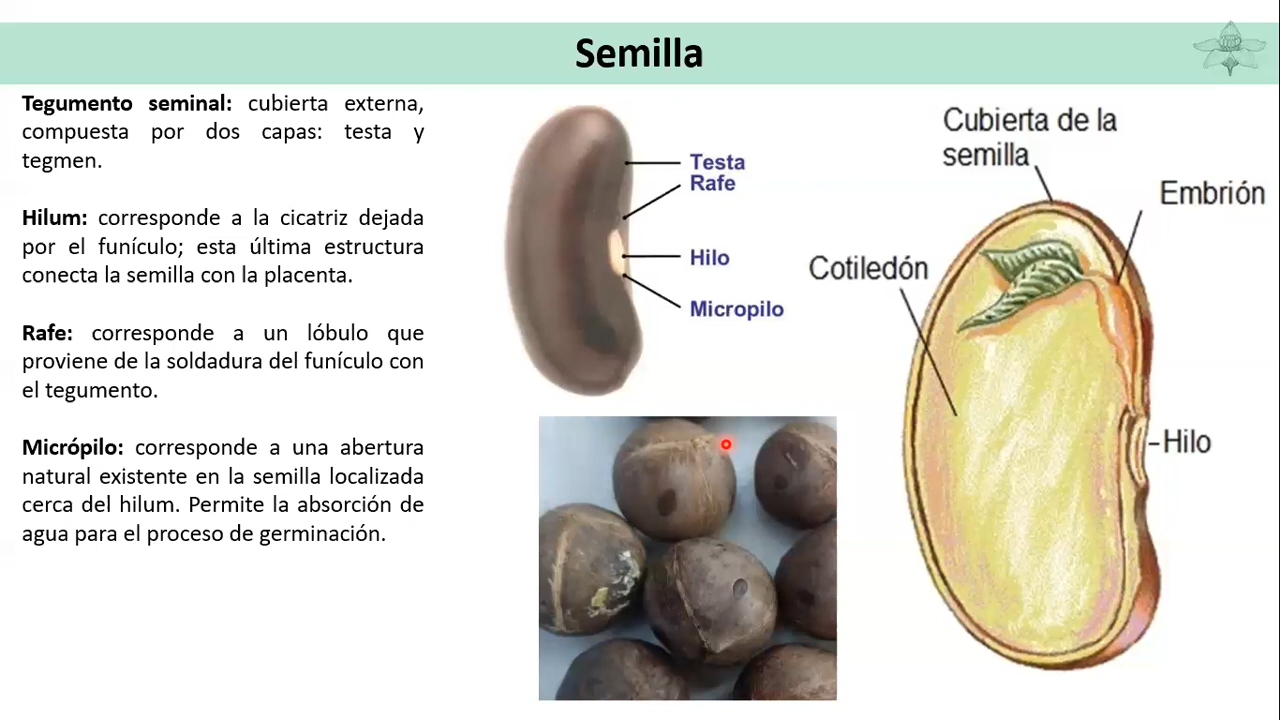 Semilla
Tegumento seminal: cubierta externa,
compuesta por dos capas: testa y
tegmen.
Hilum: corresponde a la cicatriz dejada
por el funículo; esta última estructura
conecta la semilla con la placenta.
Rafe: corresponde a un lóbulo que
proviene de la soldadura del funículo con
el tegumento.
Micrópilo: corresponde a una abertura
natural existente en la semilla localizada
cerca del hilum. Permite la absorción de
agua para el proceso de germinación.
Testa
Rafe
Hilo
Micropilo
Cubierta de la
semilla
Embrión
Cotiledón
Hilo